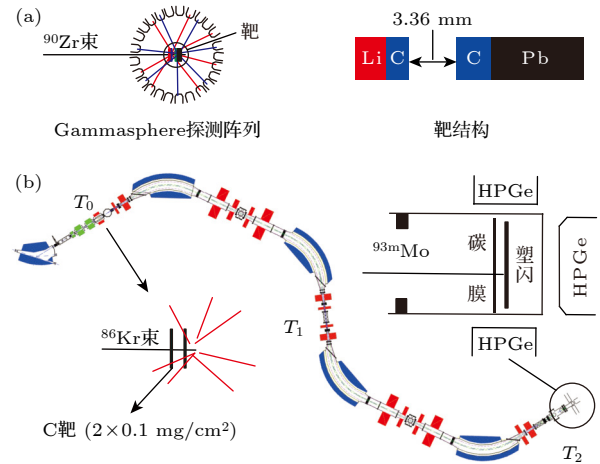 (a)
⁹⁰Zr束
靶
Gammasphere探测阵列
3.36 mm
Li C C Pb
靶结构
(b)
T₀
⁸⁶Kr束
C靶 (2×0.1 mg/cm²)
T₁
HPGe
⁹³ᵐMo
碳膜
塑闪
HPGe
HPGe
T₂